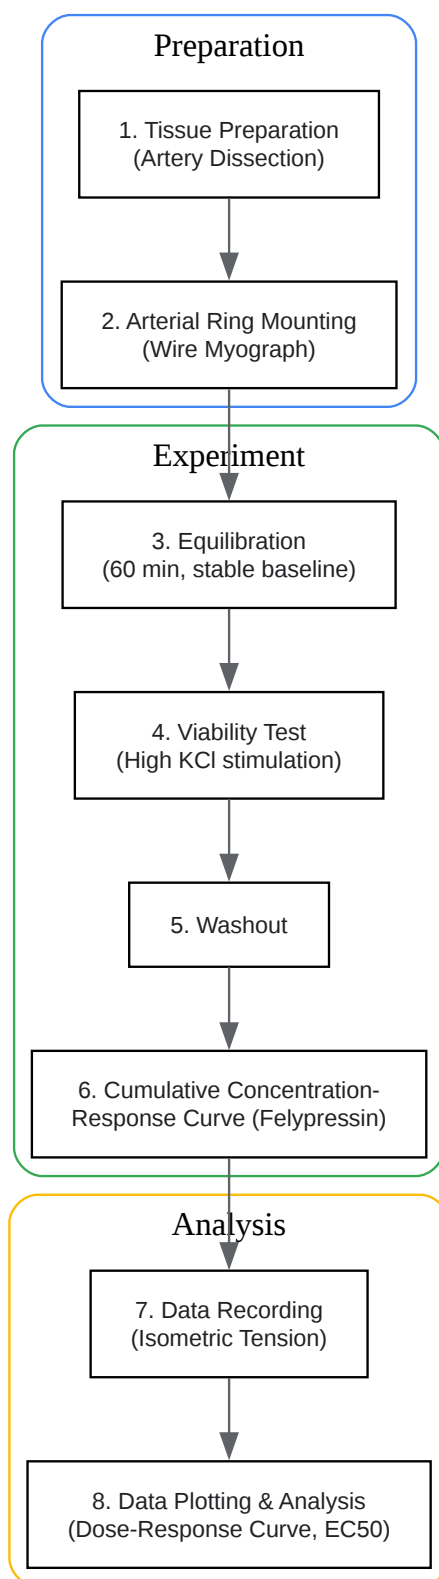 Preparation
1. Tissue Preparation
(Artery Dissection)
2. Arterial Ring Mounting
(Wire Myograph)
Experiment
3. Equilibration
(60 min, stable baseline)
4. Viability Test
(High KCl stimulation)
5. Washout
6. Cumulative Concentration-
Response Curve (Felypressin)
Analysis
7. Data Recording
(Isometric Tension)
8. Data Plotting & Analysis
(Dose-Response Curve, EC50)